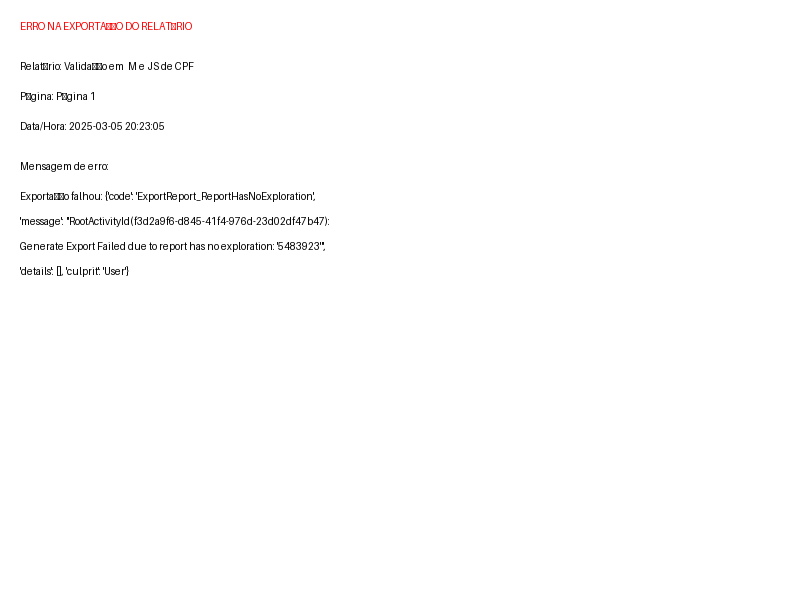 ERRO NA EXPORTA□□O DO RELAT□RIO
Relat□rio: Valida□□o em M e JS de CPF
P□gina: P□gina 1
Data/Hora: 2025-03-05 20:23:05
Mensagem de erro:
Exporta□□o falhou: {'code': 'ExportReport_ReportHasNoExploration',
'message': "RootActivityId(f3d2a9f6-d845-41f4-976d-23d02df47b47):
Generate Export Failed due to report has no exploration: '5483923'",
'details': [], 'culprit': 'User'}